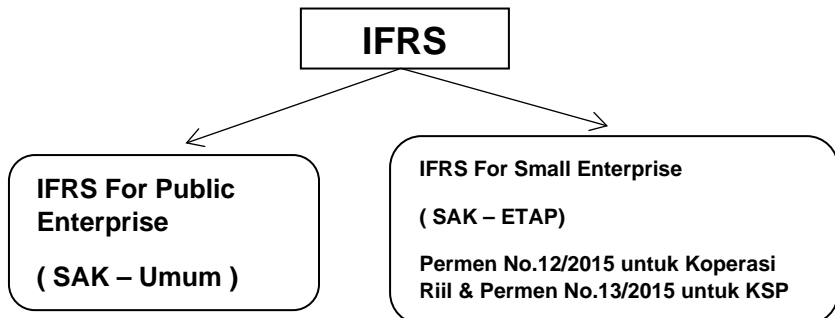 IFRS
IFRS For Public
Enterprise
( SAK – Umum )
IFRS For Small Enterprise
( SAK – ETAP)
Permen No.12/2015 untuk Koperasi
Riil & Permen No.13/2015 untuk KSP